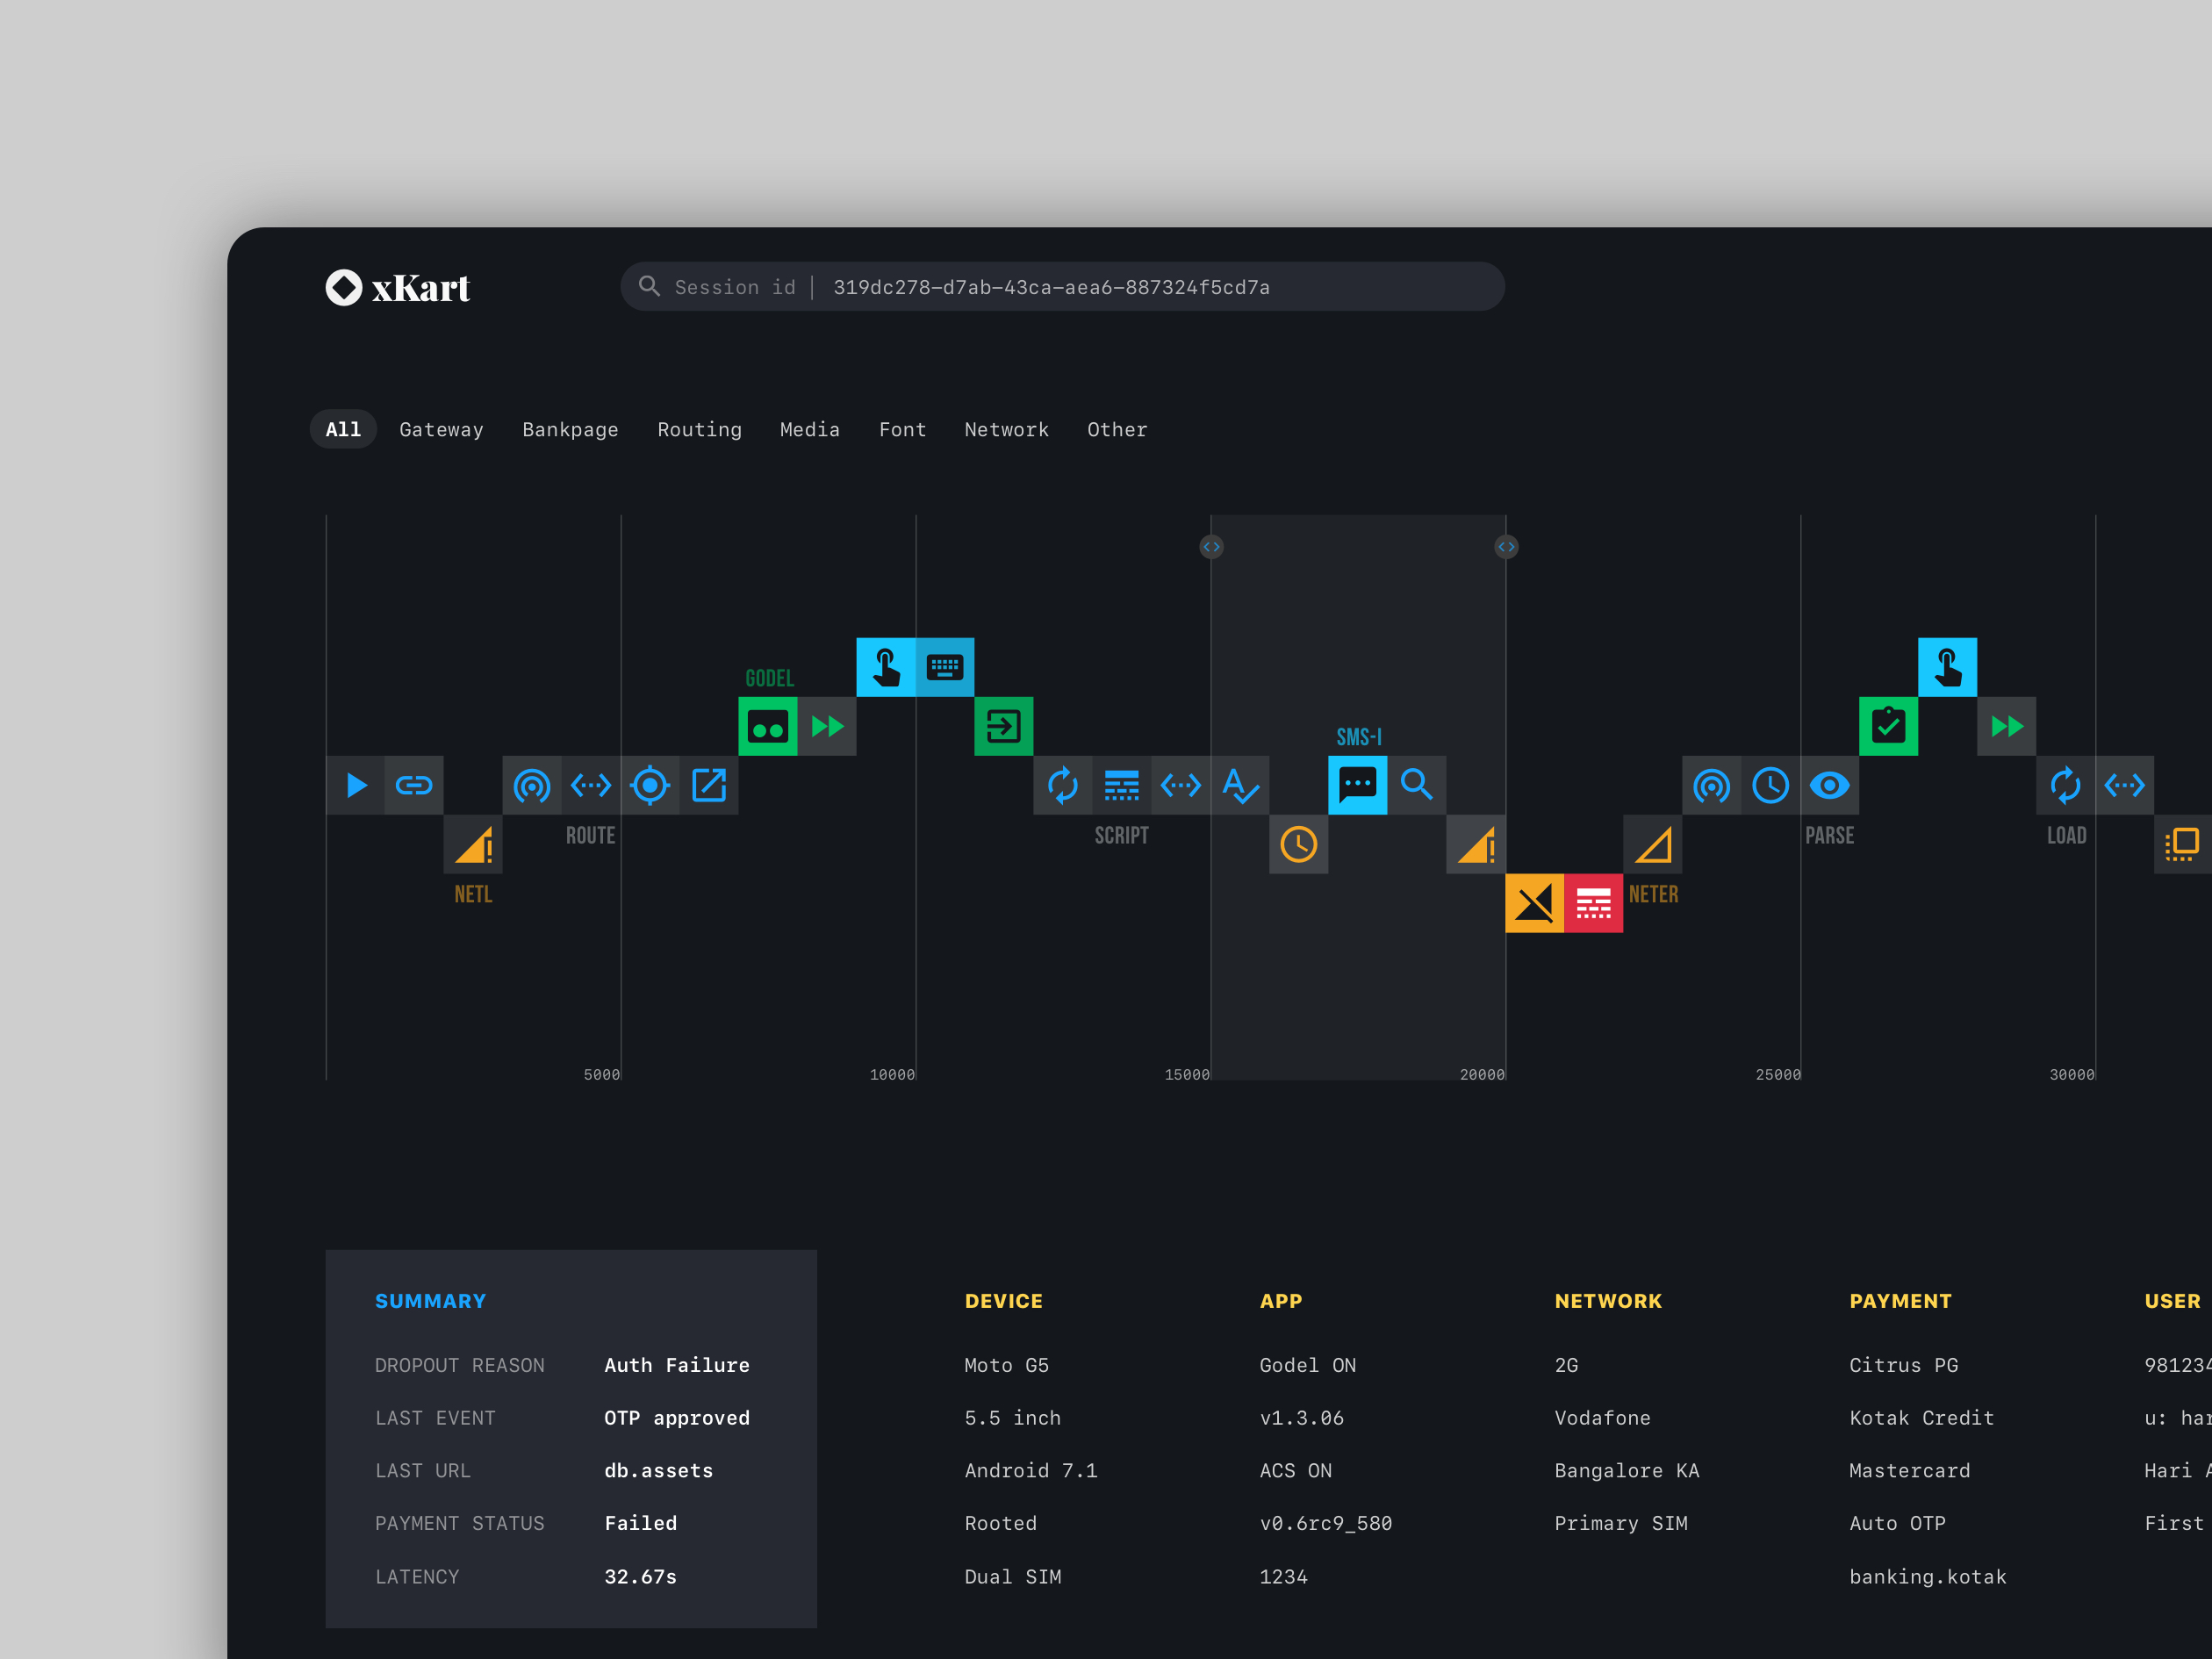 xKart
Session id | 319dc278-d7ab-43ca-aea6-887324f5cd7a
All Gateway Bankpage Routing Media Font Network Other
GODEL
SMS-I
ROUTE SCRIPT PARSE LOAD
NETL NETER
5000 10000 15000 20000 25000 30000
SUMMARY
DROPOUT REASON Auth Failure
LAST EVENT OTP approved
LAST URL db.assets
PAYMENT STATUS Failed
LATENCY 32.67s
DEVICE
Moto G5
5.5 inch
Android 7.1
Rooted
Dual SIM
APP
Godel ON
v1.3.06
ACS ON
v0.6rc9_580
1234
NETWORK
2G
Vodafone
Bangalore KA
Primary SIM
PAYMENT
Citrus PG
Kotak Credit
Mastercard
Auto OTP
banking.kotak
USER
981234
u: har
Hari
First